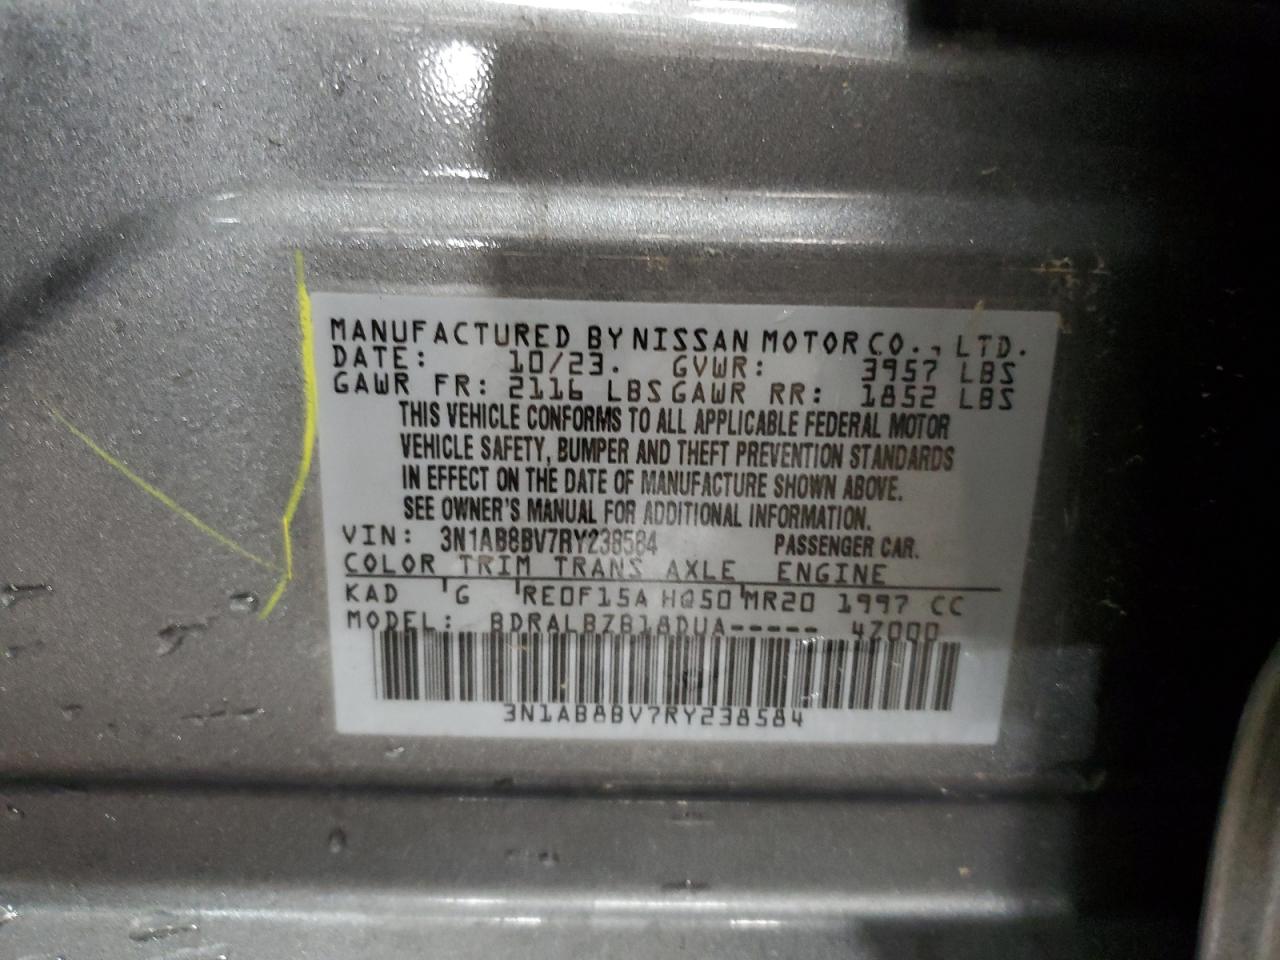 MANUFACTURED BY NISSAN MOTOR CO., LTD.
DATE: 10/23. GVWR: 3957 LBS
GAWR FR: 2116 LBS GAWR RR: 1852 LBS
THIS VEHICLE CONFORMS TO ALL APPLICABLE FEDERAL MOTOR
VEHICLE SAFETY, BUMPER AND THEFT PREVENTION STANDARDS
IN EFFECT ON THE DATE OF MANUFACTURE SHOWN ABOVE.
SEE OWNER'S MANUAL FOR ADDITIONAL INFORMATION.
VIN: 3N1AB8BV7RY238584 PASSENGER CAR.
COLOR TRIM TRANS AXLE ENGINE
KAD G RE0F15A HQ50 MR20 1997 CC
MODEL: BDRALBZB18DUA----- 47000
3N1AB8BV7RY238584